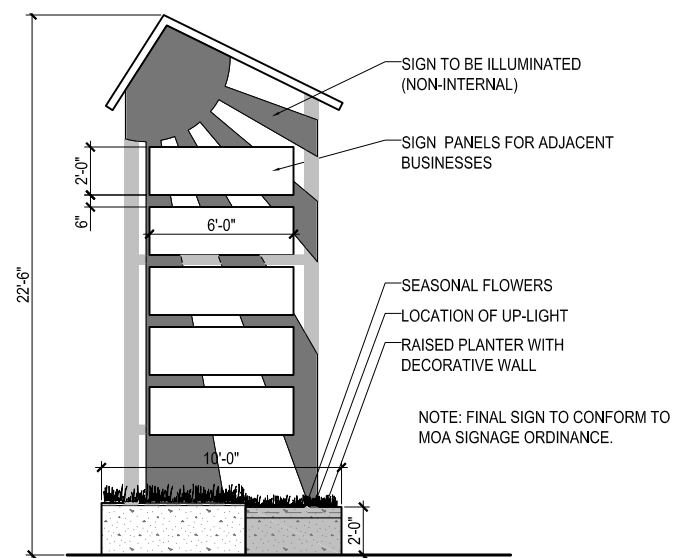 SIGN TO BE ILLUMINATED
(NON-INTERNAL)
SIGN PANELS FOR ADJACENT
BUSINESSES
2'-0"
6"
6'-0"
22'-6"
SEASONAL FLOWERS
LOCATION OF UP-LIGHT
RAISED PLANTER WITH
DECORATIVE WALL
NOTE: FINAL SIGN TO CONFORM TO
MOA SIGNAGE ORDINANCE.
10'-0"
2'-0"